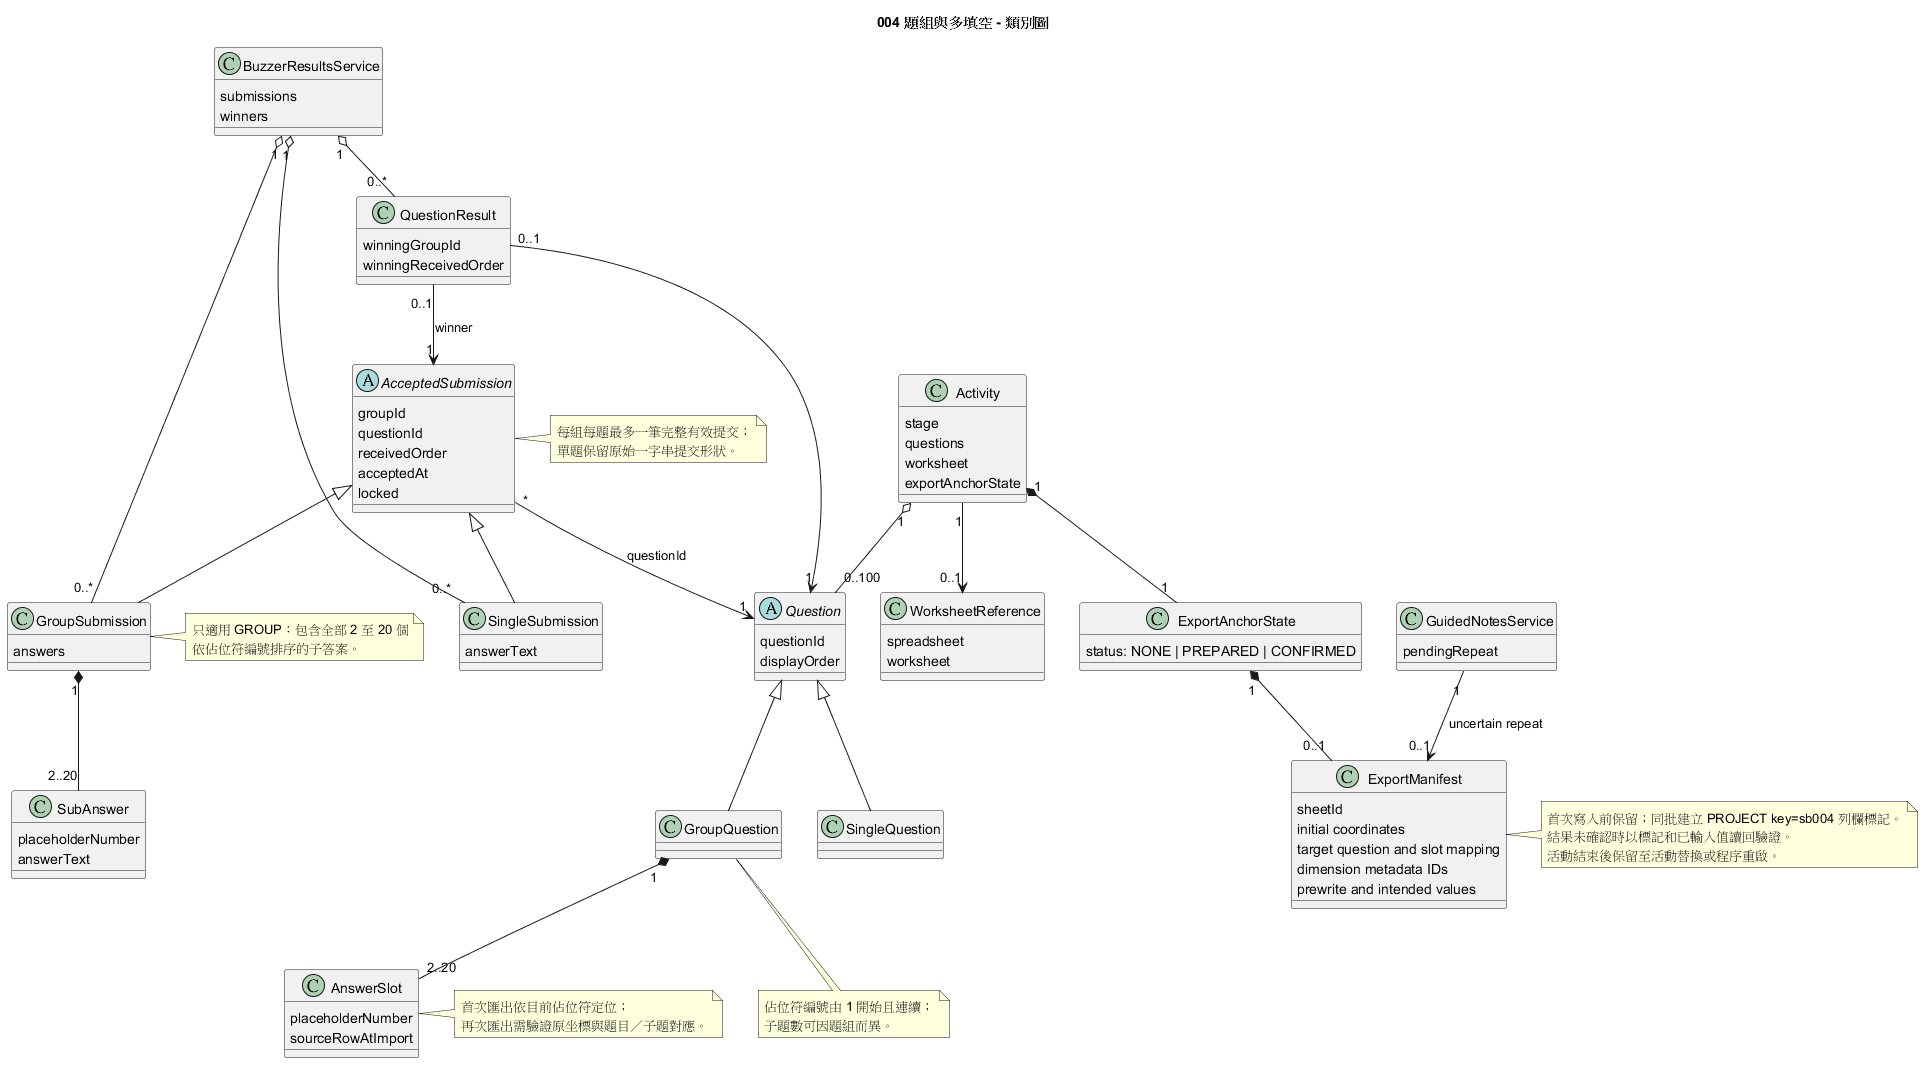 004 題組與多填空 - 類別圖
C BuzzerResultsService
submissions
winners
1
1
1
0..*
C QuestionResult
winningGroupId
winningReceivedOrder
0..1
0..1
winner
1
A AcceptedSubmission
groupId
questionId
receivedOrder
acceptedAt
locked
每組每題最多一筆完整有效提交；
單題保留原始一字串提交形狀。
*
questionId
1
1
C Activity
stage
questions
worksheet
exportAnchorState
1
1
1
0..100
0..1
1
0..*
0..*
C GroupSubmission
answers
只適用 GROUP：包含全部 2 至 20 個
依佔位符編號排序的子答案。
C SingleSubmission
answerText
A Question
questionId
displayOrder
C WorksheetReference
spreadsheet
worksheet
C ExportAnchorState
status: NONE | PREPARED | CONFIRMED
C GuidedNotesService
pendingRepeat
1
1
1
uncertain repeat
0..1
0..1
2..20
C SubAnswer
placeholderNumber
answerText
C GroupQuestion
C SingleQuestion
C ExportManifest
sheetId
initial coordinates
target question and slot mapping
dimension metadata IDs
prewrite and intended values
首次寫入前保留；同批建立 PROJECT key=sb004 列欄標記。
結果未確認時以標記和已輸入值讀回驗證。
活動結束後保留至活動替換或程序重啟。
1
2..20
C AnswerSlot
placeholderNumber
sourceRowAtImport
首次匯出依目前佔位符定位；
再次匯出需驗證原坐標與題目／子題對應。
佔位符編號由 1 開始且連續；
子題數可因題組而異。